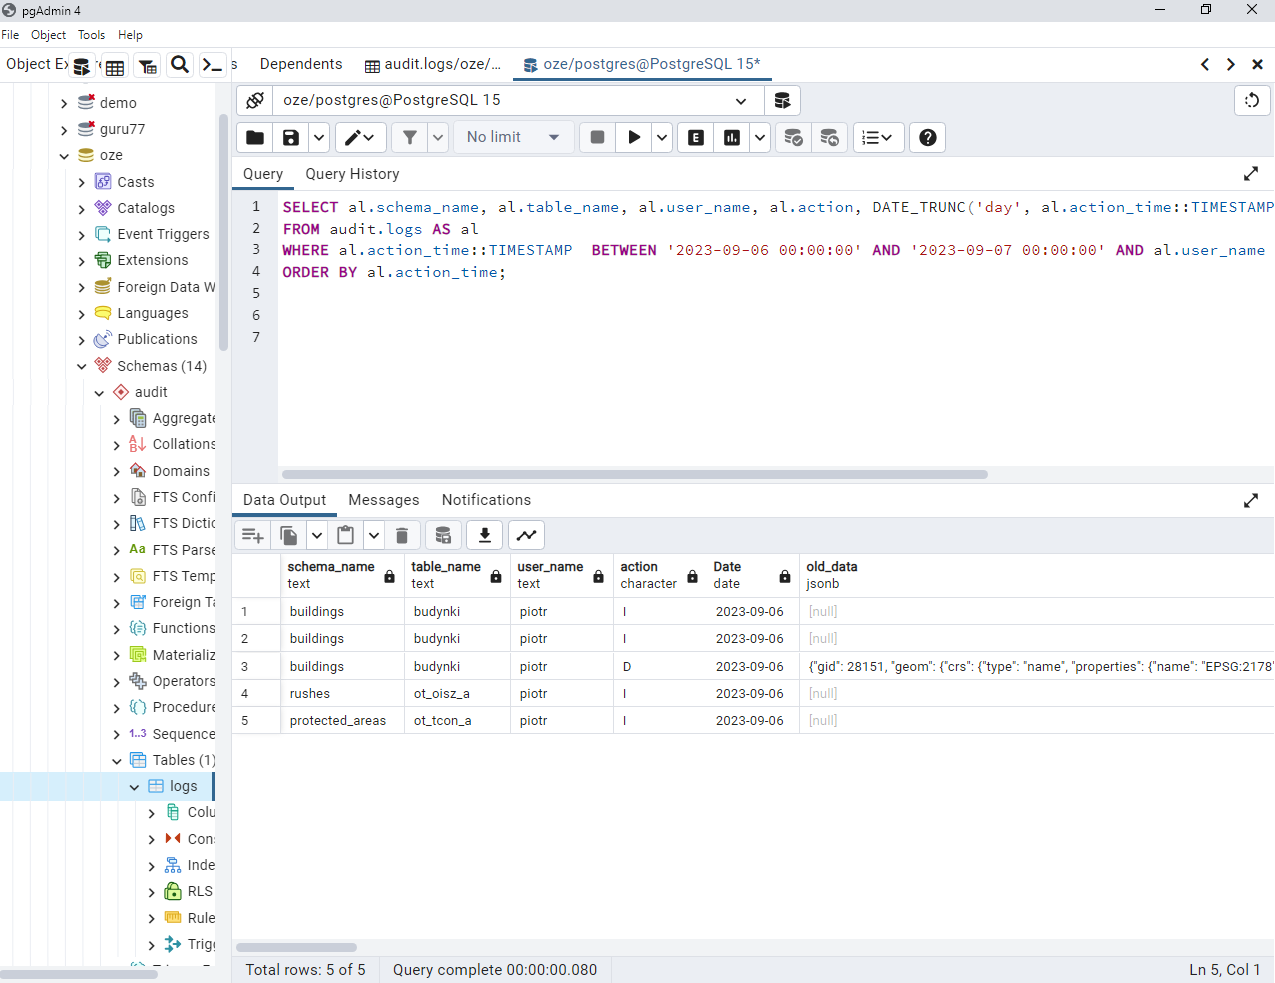 pgAdmin 4
File Object Tools Help
Object Ex
s Dependents audit.logs/oze/... oze/postgres@PostgreSQL 15*
demo
guru77
oze
Casts
Catalogs
Event Triggers
Extensions
Foreign Data W
Languages
Publications
Schemas (14)
audit
Aggregate
Collations
Domains
FTS Confi
FTS Dictic
Aa FTS Parse
FTS Temp
Foreign Ta
Functions
Materializ
Operators
Procedure
1..3 Sequence
Tables (1)
logs
Colu
Cons
Inde
RLS
Rule
Trigg
oze/postgres@PostgreSQL 15
No limit
E
Query Query History
1 SELECT al.schema_name, al.table_name, al.user_name, al.action, DATE_TRUNC('day', al.action_time::TIMESTAMP
2 FROM audit.logs AS al
3 WHERE al.action_time::TIMESTAMP  BETWEEN '2023-09-06 00:00:00' AND '2023-09-07 00:00:00' AND al.user_name
4 ORDER BY al.action_time;
5
6
7
Data Output Messages Notifications
schema_name table_name user_name action Date old_data
text text text character date jsonb
1 buildings budynki piotr I 2023-09-06 [null]
2 buildings budynki piotr I 2023-09-06 [null]
3 buildings budynki piotr D 2023-09-06 {"gid": 28151, "geom": {"crs": {"type": "name", "properties": {"name": "EPSG:2178"
4 rushes ot_oisz_a piotr I 2023-09-06 [null]
5 protected_areas ot_tcon_a piotr I 2023-09-06 [null]
Total rows: 5 of 5 Query complete 00:00:00.080 Ln 5, Col 1